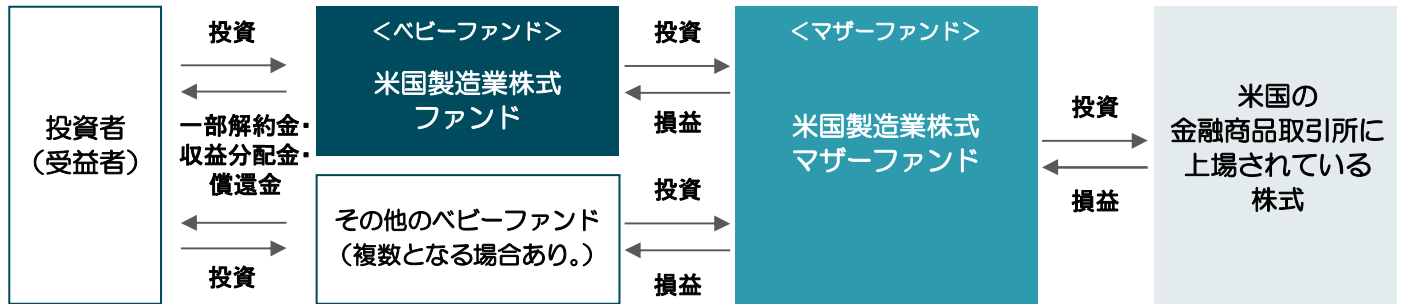 投資者
（受益者）
投資
一部解約金・
収益分配金・
償還金
投資
＜ベビーファンド＞
米国製造業株式
ファンド
その他のベビーファンド
（複数となる場合あり。）
投資
損益
投資
損益
＜マザーファンド＞
米国製造業株式
マザーファンド
投資
損益
米国の
金融商品取引所に
上場されている
株式